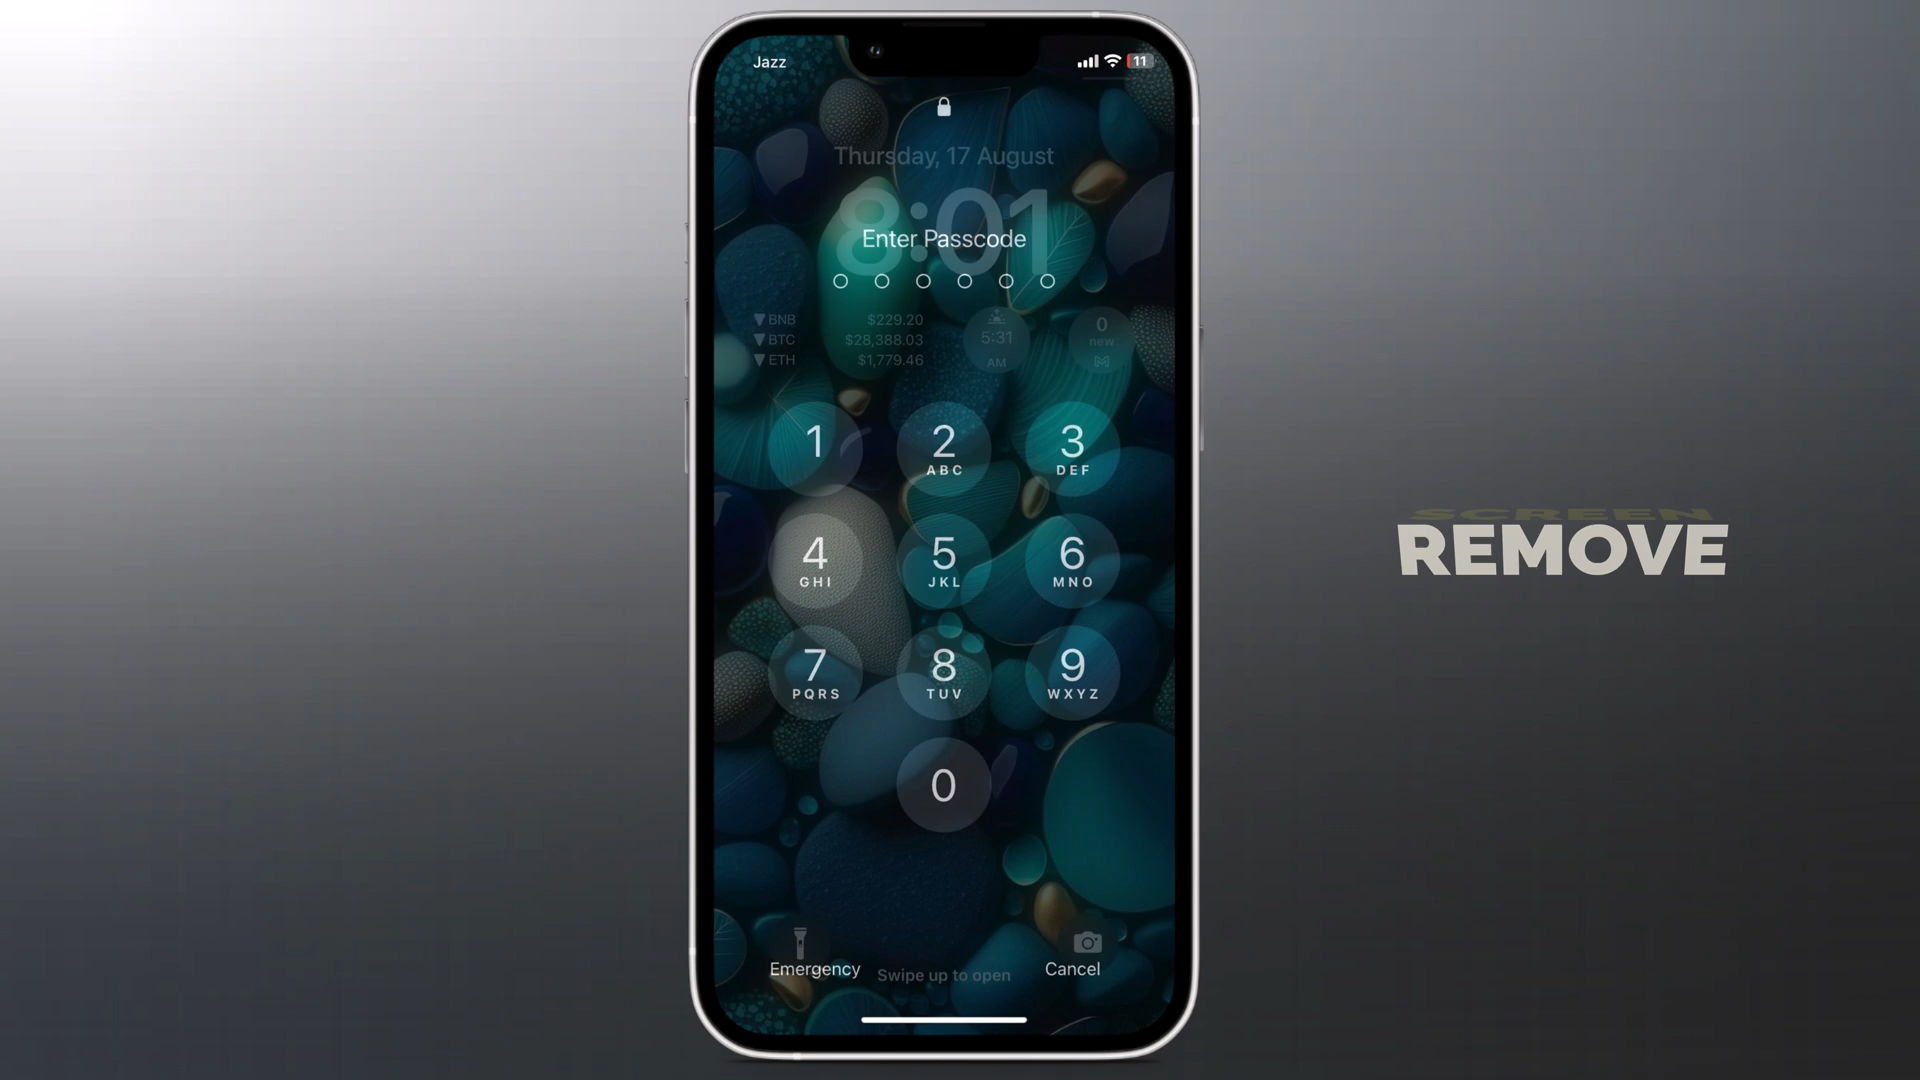 Jazz
11
Thursday, 17 August
8:01
Enter Passcode
BNB $229.20
BTC $28,388.03
ETH $1,779.46
5:31
AM
0
new
1
2
ABC
3
DEF
4
GHI
5
JKL
6
MNO
7
PQRS
8
TUV
9
WXYZ
0
Emergency
Swipe up to open
Cancel
SCREEN
REMOVE